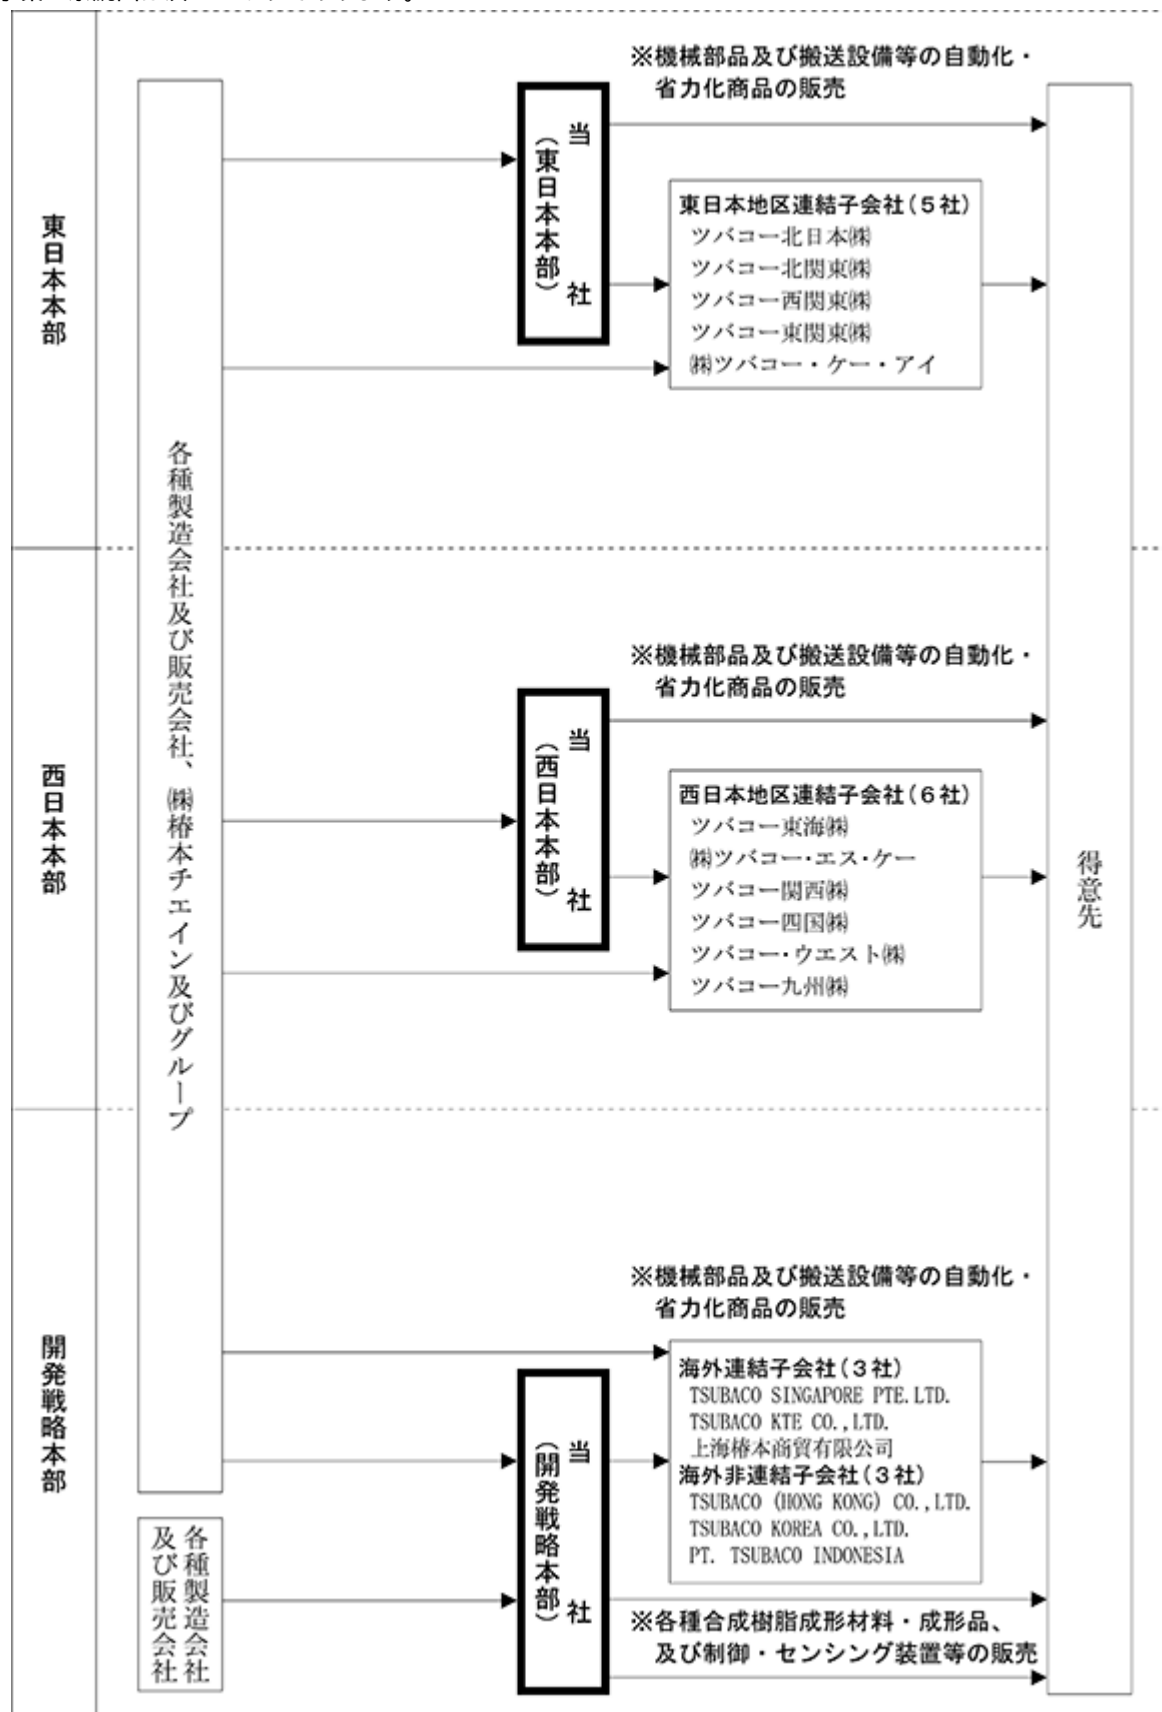 東日本本部
各種製造会社及び販売会社、㈱椿本チエイン及びグループ
※機械部品及び搬送設備等の自動化・
省力化商品の販売
当社
（東日本本部）
東日本地区連結子会社（５社）
ツバコー北日本㈱
ツバコー北関東㈱
ツバコー西関東㈱
ツバコー東関東㈱
㈱ツバコー・ケー・アイ
得意先
西日本本部
※機械部品及び搬送設備等の自動化・
省力化商品の販売
当社
（西日本本部）
西日本地区連結子会社（６社）
ツバコー東海㈱
㈱ツバコー・エス・ケー
ツバコー関西㈱
ツバコー四国㈱
ツバコー・ウエスト㈱
ツバコー九州㈱
開発戦略本部
※機械部品及び搬送設備等の自動化・
省力化商品の販売
当社
（開発戦略本部）
海外連結子会社（３社）
TSUBACO SINGAPORE PTE.LTD.
TSUBACO KTE CO.,LTD.
上海椿本商貿有限公司
海外非連結子会社（３社）
TSUBACO (HONG KONG) CO.,LTD.
TSUBACO KOREA CO.,LTD.
PT. TSUBACO INDONESIA
各種製造会社
及び販売会社
※各種合成樹脂成形材料・成形品、
及び制御・センシング装置等の販売